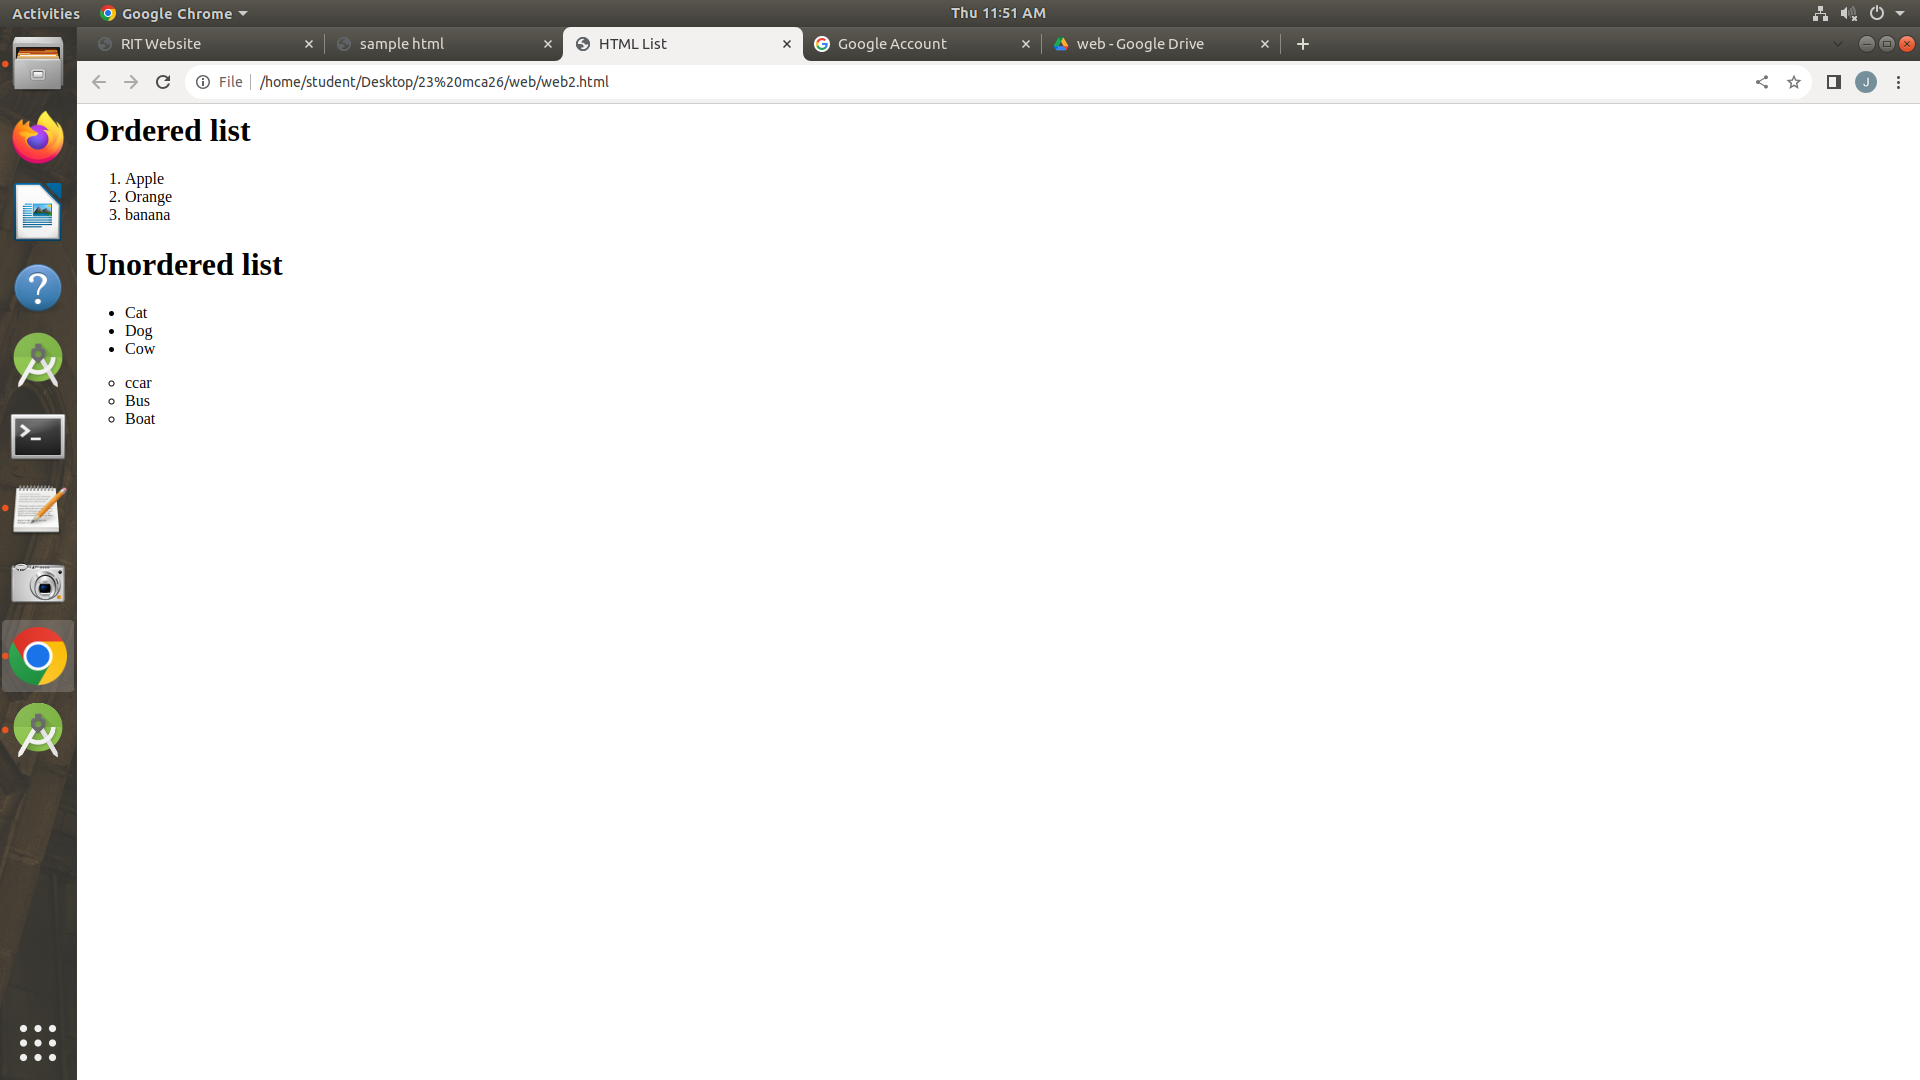 Activities Google Chrome Thu 11:51 AM
RIT Website sample html HTML List Google Account web - Google Drive
File /home/student/Desktop/23%20mca26/web/web2.html J
Ordered list
1. Apple
2. Orange
3. banana
Unordered list
• Cat
• Dog
• Cow
◦ ccar
◦ Bus
◦ Boat